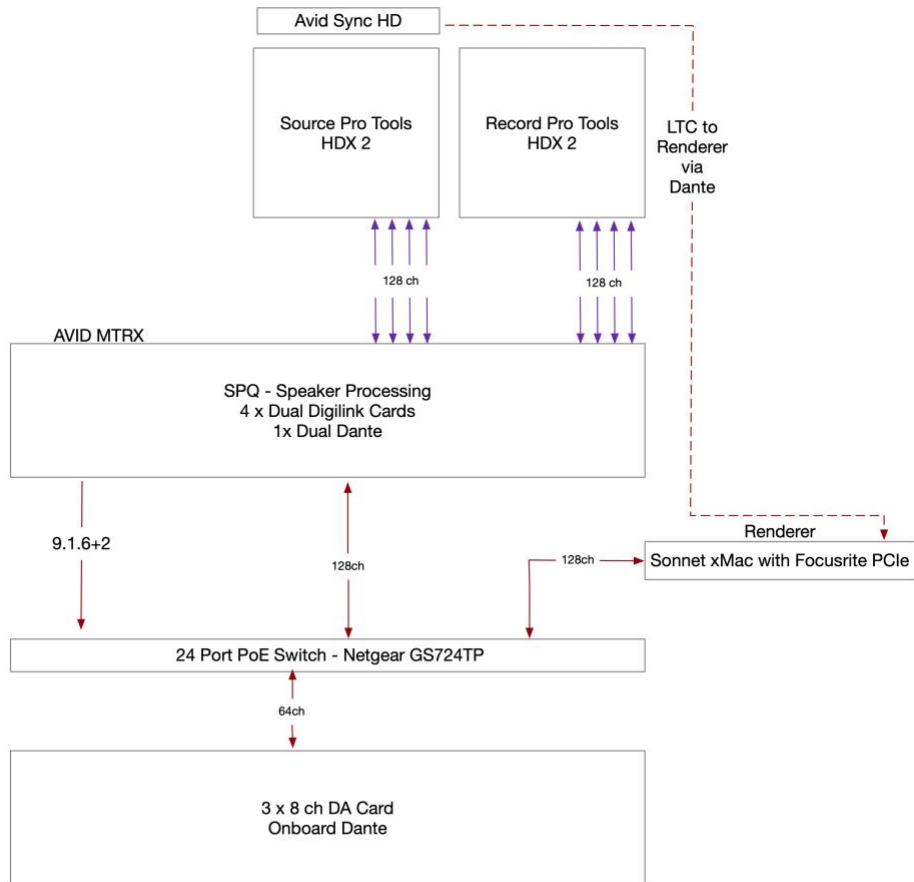 Avid Sync HD
Source Pro Tools
HDX 2
Record Pro Tools
HDX 2
LTC to
Renderer
via
Dante
128 ch
128 ch
AVID MTRX
SPQ - Speaker Processing
4 x Dual Digilink Cards
1x Dual Dante
9.1.6+2
128ch
128ch
Renderer
Sonnet xMac with Focusrite PCIe
24 Port PoE Switch - Netgear GS724TP
64ch
3 x 8 ch DA Card
Onboard Dante